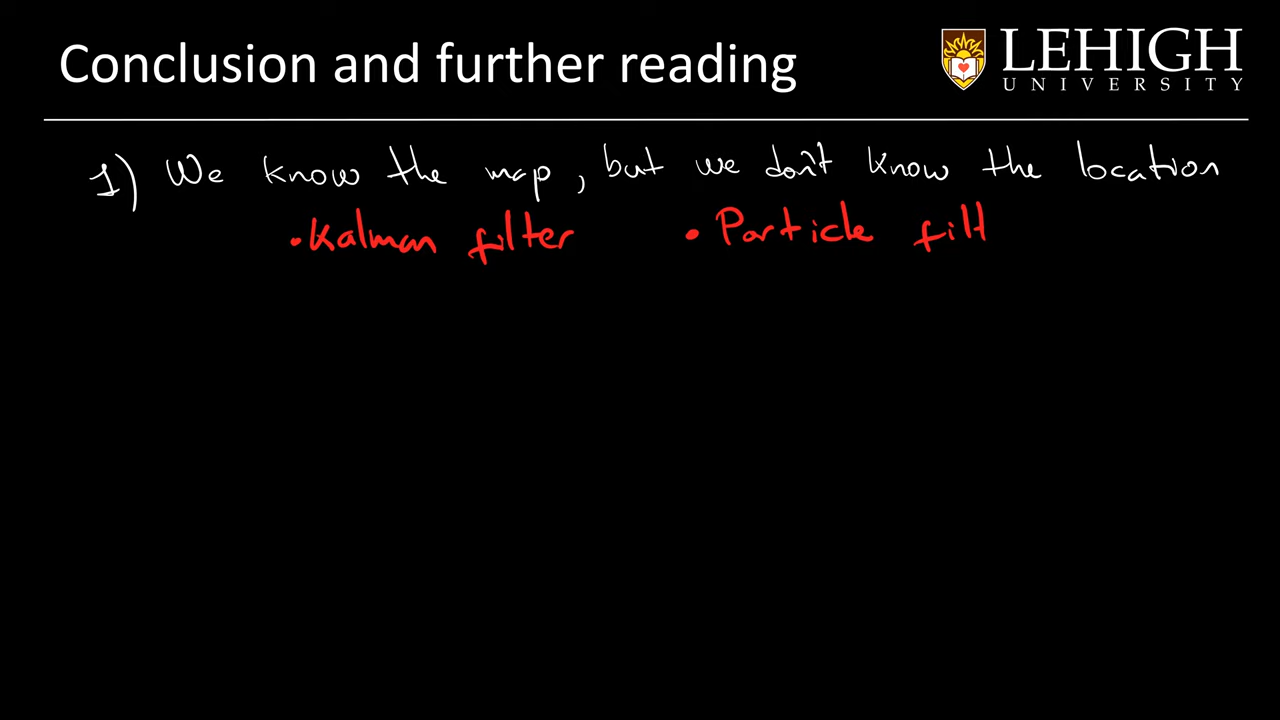 Conclusion and further reading
LEHIGH
UNIVERSITY
1) We know the map, but we don't know the location
• Kalman filter • Particle filt